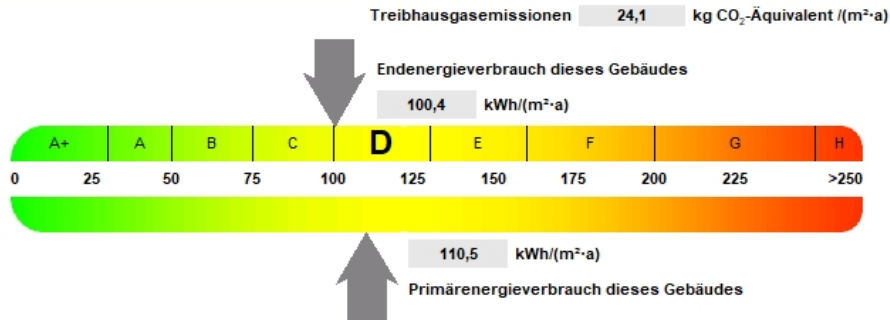 Treibhausgasemissionen 24,1 kg CO₂-Äquivalent /(m²·a)
Endenergieverbrauch dieses Gebäudes
100,4 kWh/(m²·a)
A+ A B C D E F G H
0 25 50 75 100 125 150 175 200 225 >250
110,5 kWh/(m²·a)
Primärenergieverbrauch dieses Gebäudes